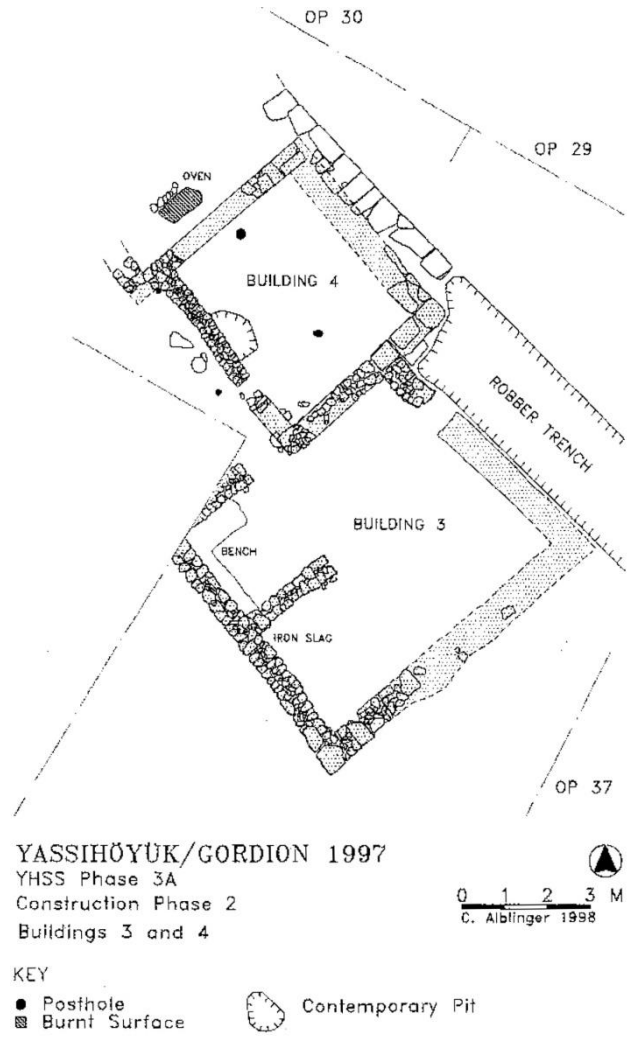 OP 30
OP 29
OVEN
BUILDING 4
ROBBER TRENCH
BUILDING 3
BENCH
IRON SLAG
OP 37
YASSIHÖYÜK/GORDION 1997
YHSS Phase 3A
Construction Phase 2
Buildings 3 and 4
0 1 2 3 M
C. Alblinger 1998
KEY
Posthole
Burnt Surface
Contemporary Pit